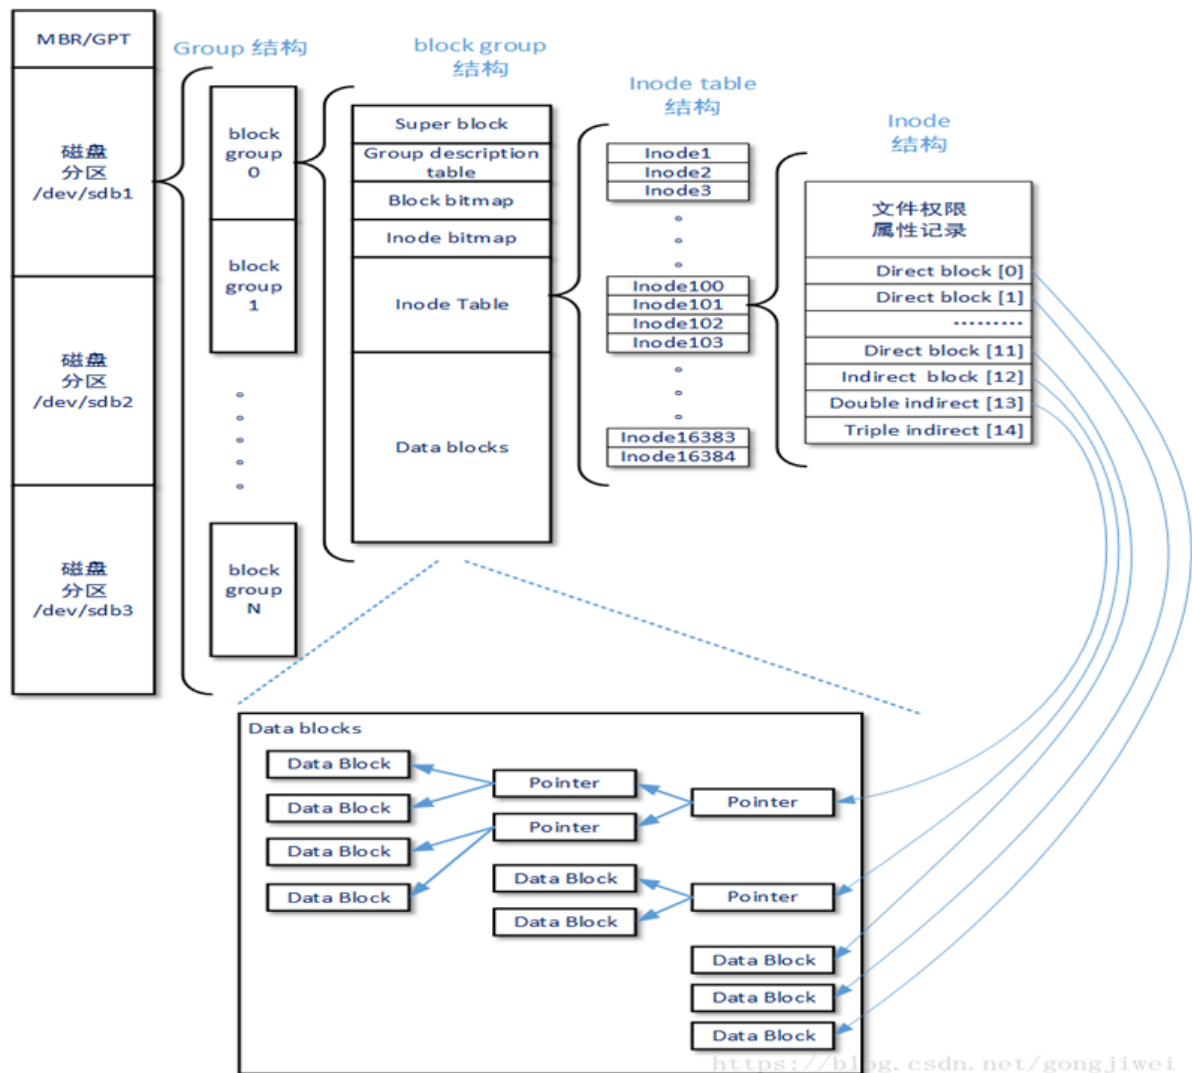 MBR/GPT
磁盘
分区
/dev/sdb1
磁盘
分区
/dev/sdb2
磁盘
分区
/dev/sdb3
Group 结构
block
group
0
block
group
1
block
group
N
block group
结构
Super block
Group description
table
Block bitmap
Inode bitmap
Inode Table
Data blocks
Inode table
结构
Inode1
Inode2
Inode3
Inode100
Inode101
Inode102
Inode103
Inode16383
Inode16384
Inode
结构
文件权限
属性记录
Direct block [0]
Direct block [1]
………
Direct block [11]
Indirect block [12]
Double indirect [13]
Triple indirect [14]
Data blocks
Data Block
Data Block
Data Block
Data Block
Pointer
Pointer
Data Block
Data Block
Pointer
Pointer
Data Block
Data Block
Data Block
https://blog.csdn.net/gongjiwei